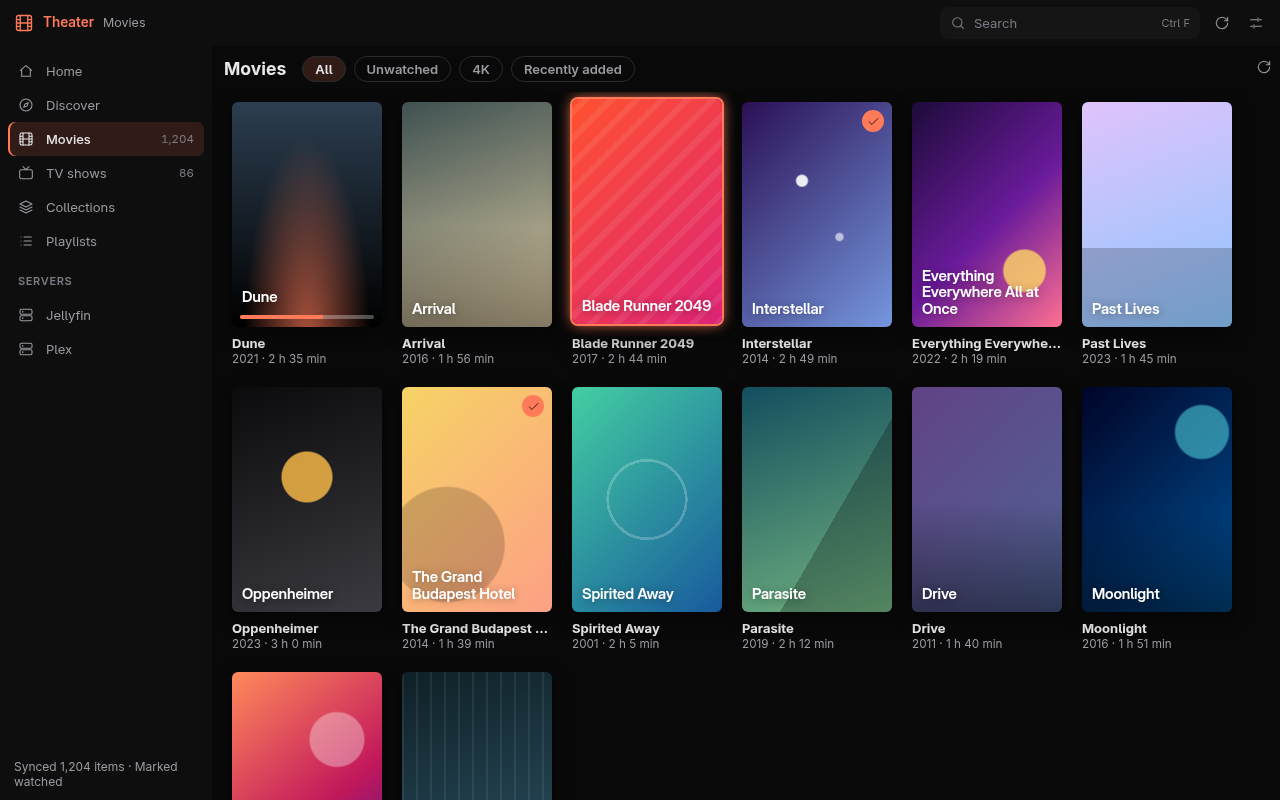 Theater Movies
Search Ctrl F
Home
Discover
Movies 1,204
TV shows 86
Collections
Playlists
SERVERS
Jellyfin
Plex
Synced 1,204 items · Marked
watched
Movies All Unwatched 4K Recently added
Dune
Arrival
Blade Runner 2049
Interstellar
Everything
Everywhere All at
Once
Past Lives
Dune
2021 · 2 h 35 min
Arrival
2016 · 1 h 56 min
Blade Runner 2049
2017 · 2 h 44 min
Interstellar
2014 · 2 h 49 min
Everything Everywhe…
2022 · 2 h 19 min
Past Lives
2023 · 1 h 45 min
Oppenheimer
The Grand
Budapest Hotel
Spirited Away
Parasite
Drive
Moonlight
Oppenheimer
2023 · 3 h 0 min
The Grand Budapest …
2014 · 1 h 39 min
Spirited Away
2001 · 2 h 5 min
Parasite
2019 · 2 h 12 min
Drive
2011 · 1 h 40 min
Moonlight
2016 · 1 h 51 min